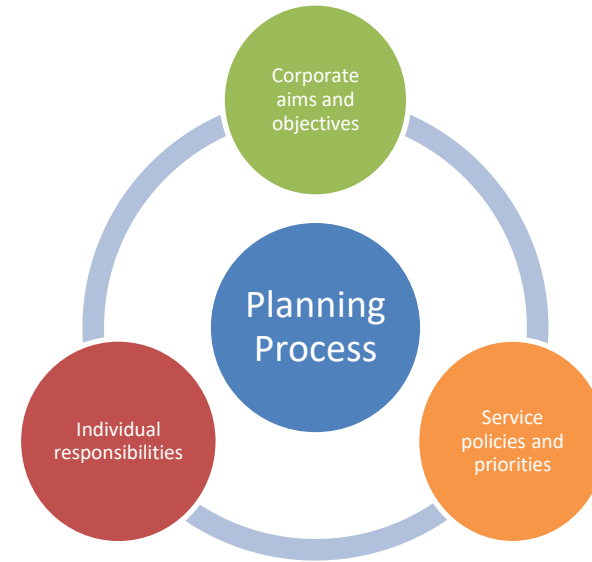 Corporate
aims and
objectives
Planning
Process
Individual
responsibilities
Service
policies and
priorities